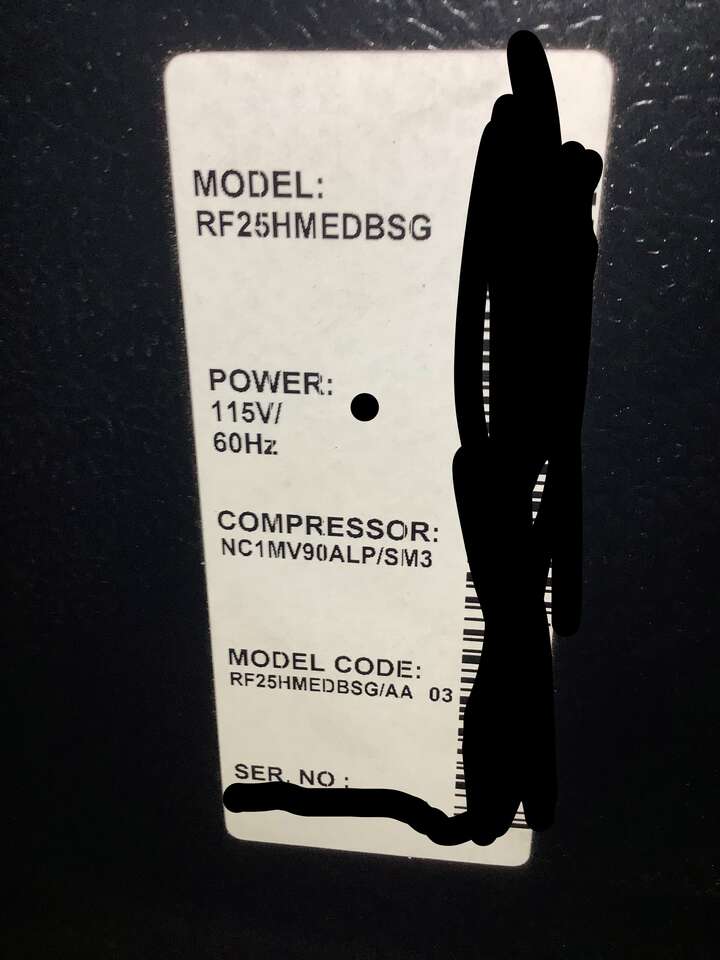 MODEL:
RF25HMEDBSG
POWER:
115V/
60Hz
COMPRESSOR:
NC1MV90ALP/SM3
MODEL CODE:
RF25HMEDBSG/AA 03
SER. NO :